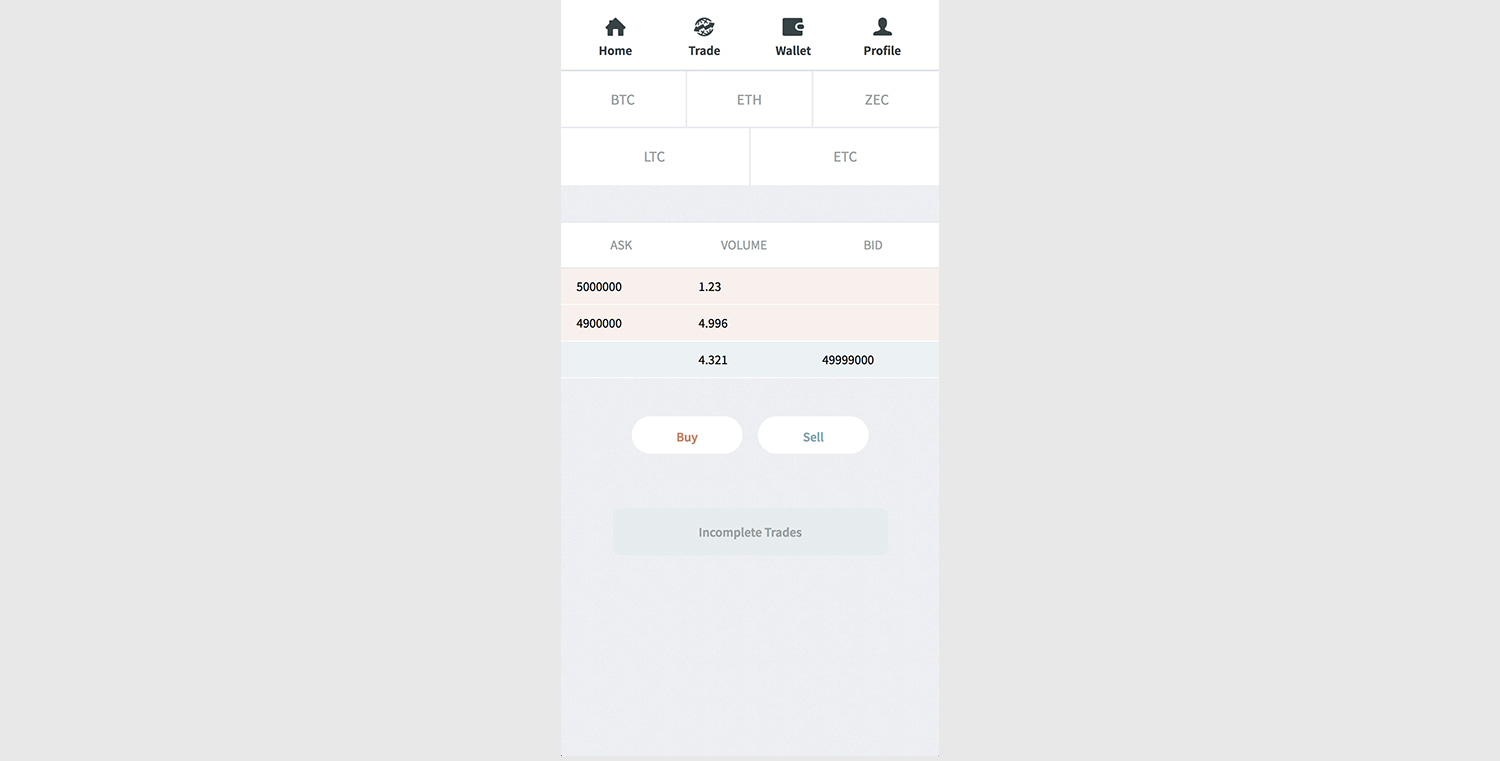 Home Trade Wallet Profile
BTC ETH ZEC
LTC ETC
ASK VOLUME BID
5000000 1.23
4900000 4.996
4.321 49999000
Buy Sell
Incomplete Trades